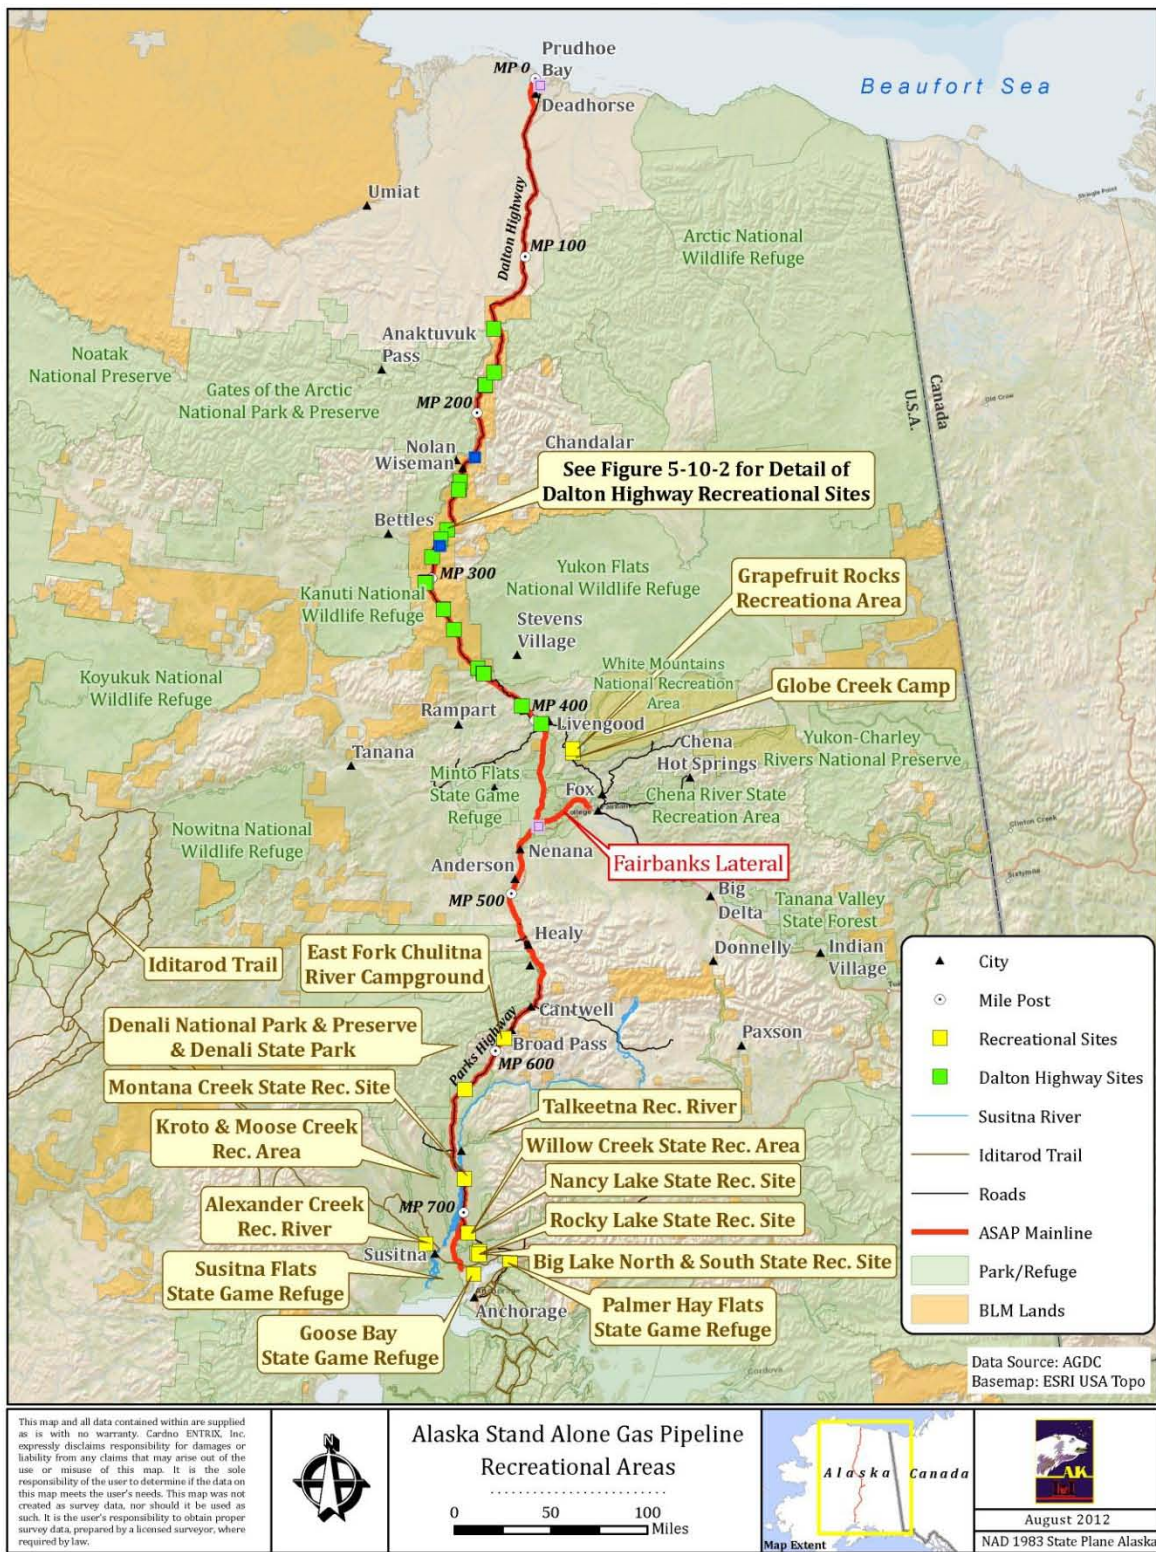 Prudhoe
Bay
MP 0
Deadhorse
Beaufort Sea
Umiat
Dalton Highway
MP 100
Arctic National
Wildlife Refuge
Anaktuvuk
Pass
Noatak
National Preserve
Gates of the Arctic
National Park & Preserve
MP 200
Canada
U.S.A.
Old Crow
Nolan
Wiseman
Chandalar
See Figure 5-10-2 for Detail of
Dalton Highway Recreational Sites
Bettles
MP 300
Yukon Flats
National Wildlife Refuge
Kanuti National
Wildlife Refuge
Grapefruit Rocks
Recreationa Area
Stevens
Village
Koyukuk National
Wildlife Refuge
White Mountains
National Recreation
Area
Globe Creek Camp
Rampart
MP 400
Livengood
Tanana
Chena
Hot Springs
Yukon-Charley
Rivers National Preserve
Minto Flats
State Game
Refuge
Fox
College
Chena River State
Recreation Area
Nowitna National
Wildlife Refuge
Clinton Creek
Nenana
Fairbanks Lateral
Anderson
MP 500
Big
Delta
Tanana Valley
State Forest
Healy
Donnelly
Indian
Village
Iditarod Trail
East Fork Chulitna
River Campground
Cantwell
Denali National Park & Preserve
& Denali State Park
Parks Highway
Broad Pass
MP 600
Paxson
Montana Creek State Rec. Site
Talkeetna Rec. River
Kroto & Moose Creek
Rec. Area
Willow Creek State Rec. Area
Nancy Lake State Rec. Site
MP 700
Alexander Creek
Rec. River
Rocky Lake State Rec. Site
Susitna
Big Lake North & South State Rec. Site
Susitna Flats
State Game Refuge
Anchorage
Palmer Hay Flats
State Game Refuge
Goose Bay
State Game Refuge
Cordova
City
Mile Post
Recreational Sites
Dalton Highway Sites
Susitna River
Iditarod Trail
Roads
ASAP Mainline
Park/Refuge
BLM Lands
Data Source: AGDC
Basemap: ESRI USA Topo
This map and all data contained within are supplied
as is with no warranty. Cardno ENTRIX, Inc.
expressly disclaims responsibility for damages or
liability from any claims that may arise out of the
use or misuse of this map. It is the sole
responsibility of the user to determine if the data on
this map meets the user's needs. This map was not
created as survey data, nor should it be used as
such. It is the user's responsibility to obtain proper
survey data, prepared by a licensed surveyor, where
required by law.
N
Alaska Stand Alone Gas Pipeline
Recreational Areas
0 50 100
Miles
Alaska
Canada
Map Extent
AK
August 2012
NAD 1983 State Plane Alaska